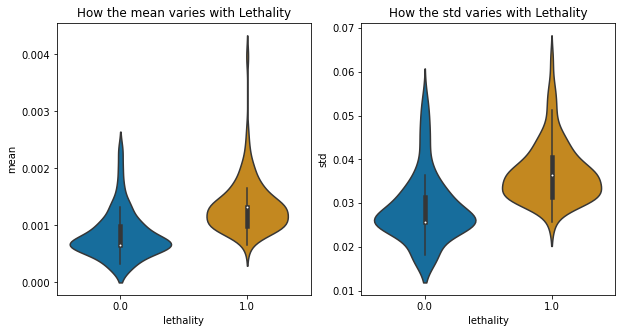 How the mean varies with Lethality
mean
0.004
0.003
0.002
0.001
0.000
0.0
1.0
lethality
How the std varies with Lethality
std
0.07
0.06
0.05
0.04
0.03
0.02
0.01
0.0
1.0
lethality